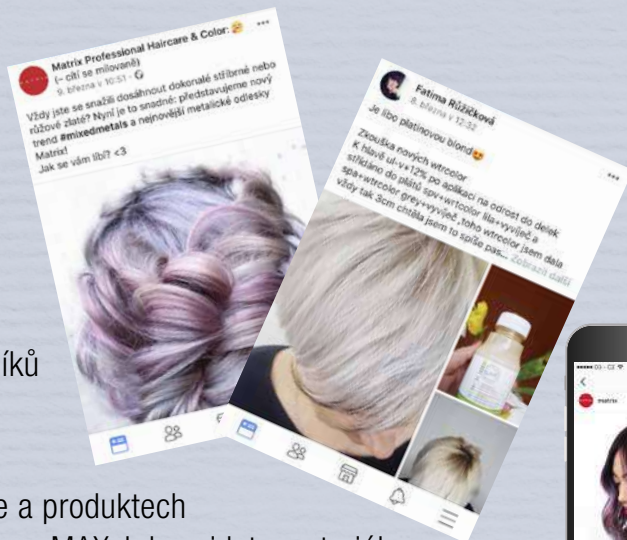 Matrix Professional Haircare & Color:
(– cítí se milovaně)
9. března v 10:51 ·
Vždy jste se snažili dosáhnout dokonalé stříbrné nebo
růžové zlaté? Nyní je to snadné: představujeme nový
trend #mixedmetals a nejnovější metalické odlesky
Matrix!
Jak se vám líbí? <3
Fatima Růžičková
8. března v 12:32
Je libo platinovou blond
Zkouška nových wtrcolor
K hlavě ul-v+12% po aplikaci na odrost do delek
střídáno do plátů spv+wrtcolor lila+vyvíječ a
spa+wtrcolor grey+vyvíječ ,toho wtrcolor jsem dala
vždy tak 3cm chtěla jsem to spíše pas... Zobrazit další
íků
e a produktech
matrix